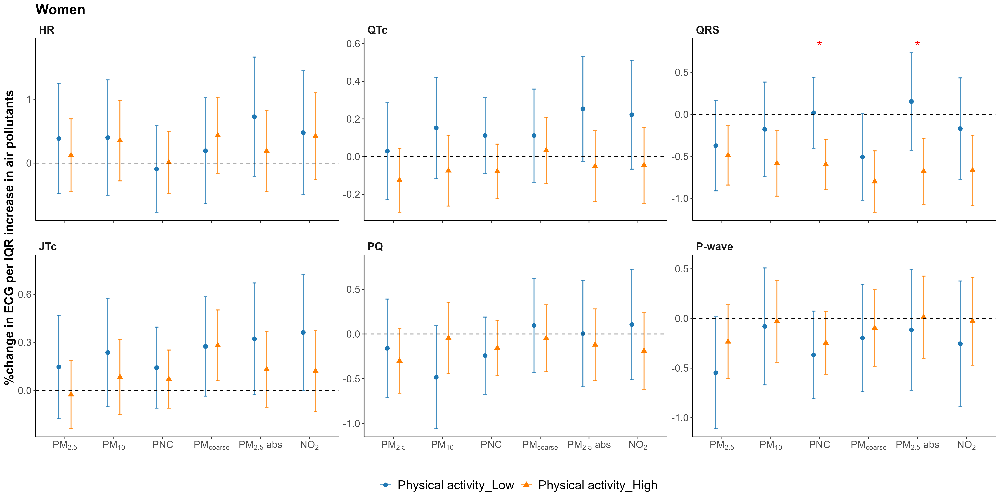 Women
HR
QTc
QRS
%change in ECG per IQR increase in air pollutants
1
0
0.6
0.4
0.2
0.0
-0.2
* *
0.5
0.0
-0.5
-1.0
JTc
PQ
P-wave
0.6
0.3
0.0
0.5
0.0
-0.5
-1.0
0.5
0.0
-0.5
-1.0
PM2.5 PM10 PNC PMcoarse PM2.5 abs NO2
PM2.5 PM10 PNC PMcoarse PM2.5 abs NO2
PM2.5 PM10 PNC PMcoarse PM2.5 abs NO2
Physical activity_Low Physical activity_High